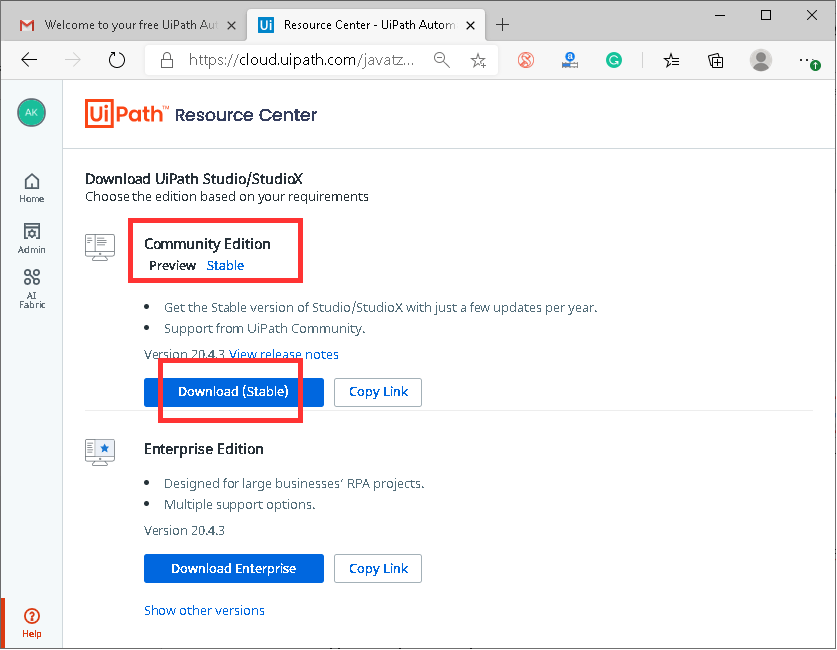 Welcome to your free UiPath Aut
Resource Center - UiPath Autom
https://cloud.uipath.com/javatz...
AK
UiPath™ Resource Center
Home
Admin
AI
Fabric
Help
Download UiPath Studio/StudioX
Choose the edition based on your requirements
Community Edition
Preview Stable
Get the Stable version of Studio/StudioX with just a few updates per year.
Support from UiPath Community.
Version 20.4.3 View release notes
Download (Stable) Copy Link
Enterprise Edition
Designed for large businesses' RPA projects.
Multiple support options.
Version 20.4.3
Download Enterprise Copy Link
Show other versions